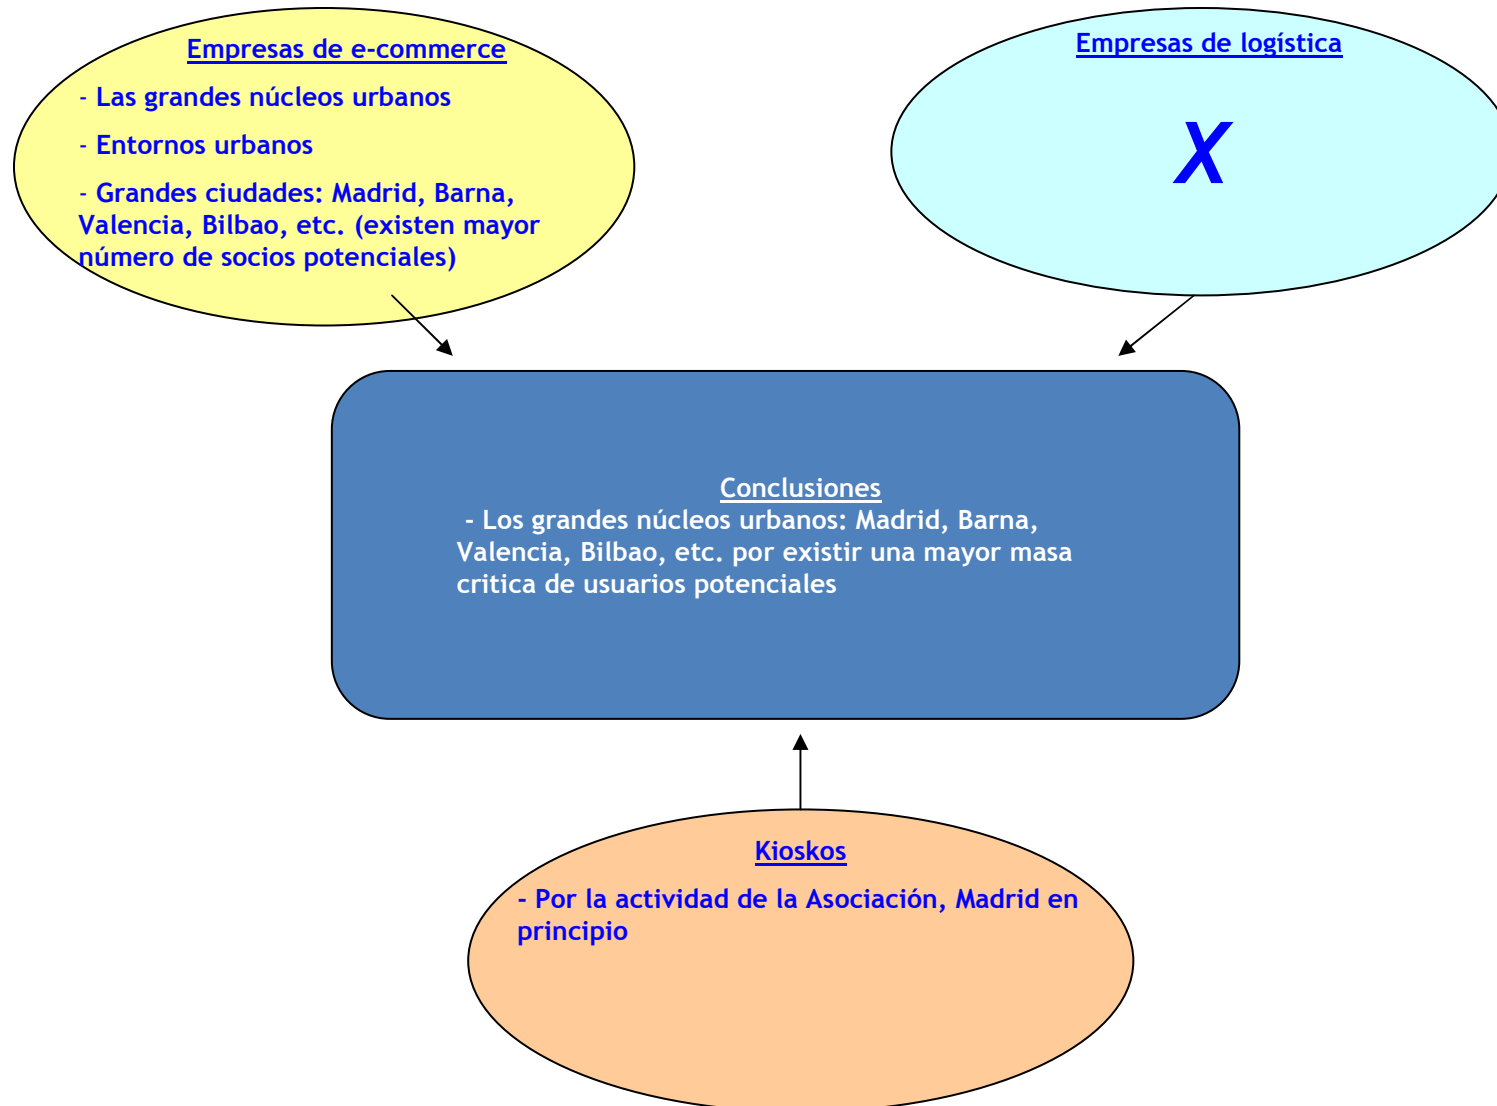 Empresas de e-commerce
- Las grandes núcleos urbanos
- Entornos urbanos
- Grandes ciudades: Madrid, Barna,
Valencia, Bilbao, etc. (existen mayor
número de socios potenciales)
Empresas de logística
X
Conclusiones
- Los grandes núcleos urbanos: Madrid, Barna,
Valencia, Bilbao, etc. por existir una mayor masa
critica de usuarios potenciales
Kioskos
- Por la actividad de la Asociación, Madrid en
principio